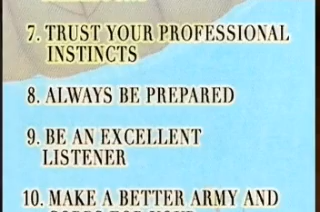 7. TRUST YOUR PROFESSIONAL
INSTINCTS
8. ALWAYS BE PREPARED
9. BE AN EXCELLENT
LISTENER
10. MAKE A BETTER ARMY AND